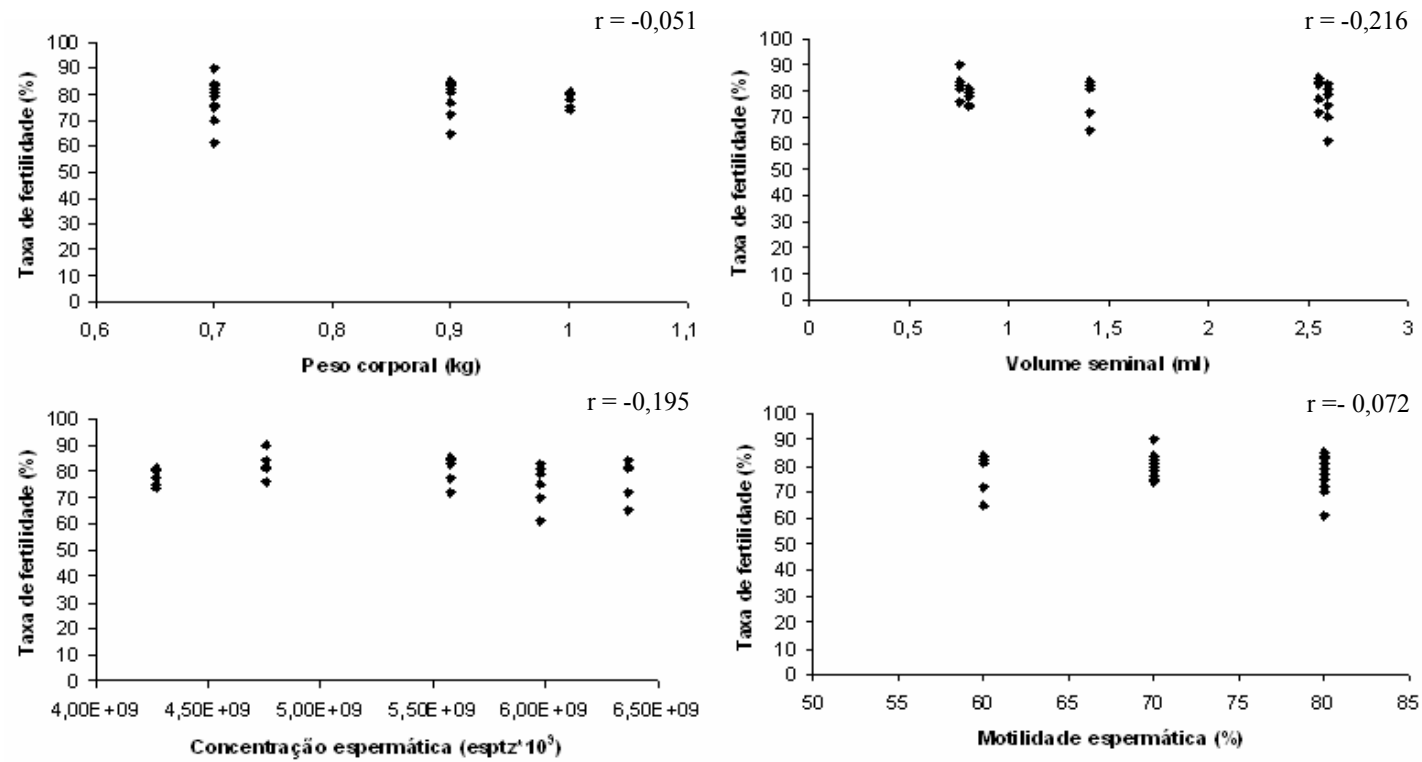 r = -0,051
Taxa de fertilidade (%)
100
90
80
70
60
50
40
30
20
10
0
0,6 0,7 0,8 0,9 1 1,1
Peso corporal (kg)
r = -0,216
Taxa de fertilidade (%)
100
90
80
70
60
50
40
30
20
10
0
0 0,5 1 1,5 2 2,5 3
Volume seminal (ml)
r = -0,195
Taxa de fertilidade (%)
100
90
80
70
60
50
40
30
20
10
0
4,00E+09 4,50E+09 5,00E+09 5,50E+09 6,00E+09 6,50E+09
Concentração espermática (esptz*10⁹)
r =- 0,072
Taxa de fertilidade (%)
100
90
80
70
60
50
40
30
20
10
0
50 55 60 65 70 75 80 85
Motilidade espermática (%)